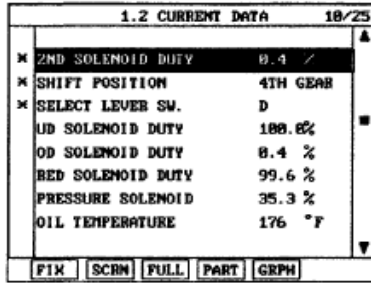 1.2 CURRENT DATA 10/25
* 2ND SOLENOID DUTY 0.4 %
* SHIFT POSITION 4TH GEAR
* SELECT LEVER SW. D
UD SOLENOID DUTY 100.0%
OD SOLENOID DUTY 0.4 %
RED SOLENOID DUTY 99.6 %
PRESSURE SOLENOID 35.3 %
OIL TEMPERATURE 176 °F
FIX SCRN FULL PART GRPH